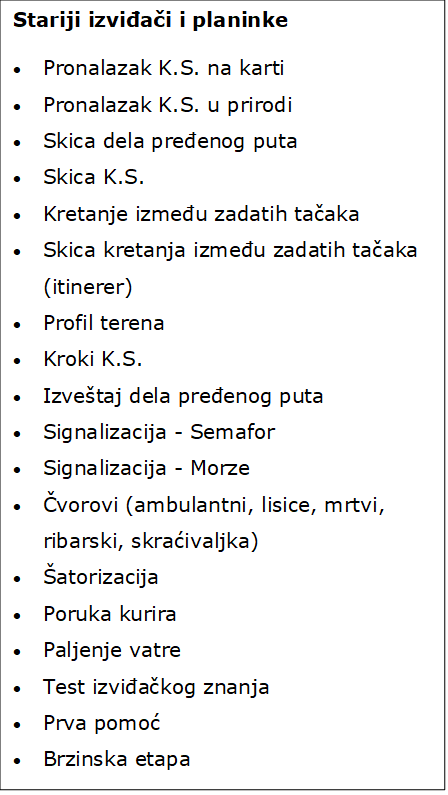 Stariji izviđači i planinke
• Pronalazak K.S. na karti
• Pronalazak K.S. u prirodi
• Skica dela pređenog puta
• Skica K.S.
• Kretanje između zadatih tačaka
• Skica kretanja između zadatih tačaka
(itinerer)
• Profil terena
• Kroki K.S.
• Izveštaj dela pređenog puta
• Signalizacija - Semafor
• Signalizacija - Morze
• Čvorovi (ambulantni, lisice, mrtvi,
ribarski, skraćivaljka)
• Šatorizacija
• Poruka kurira
• Paljenje vatre
• Test izviđačkog znanja
• Prva pomoć
• Brzinska etapa